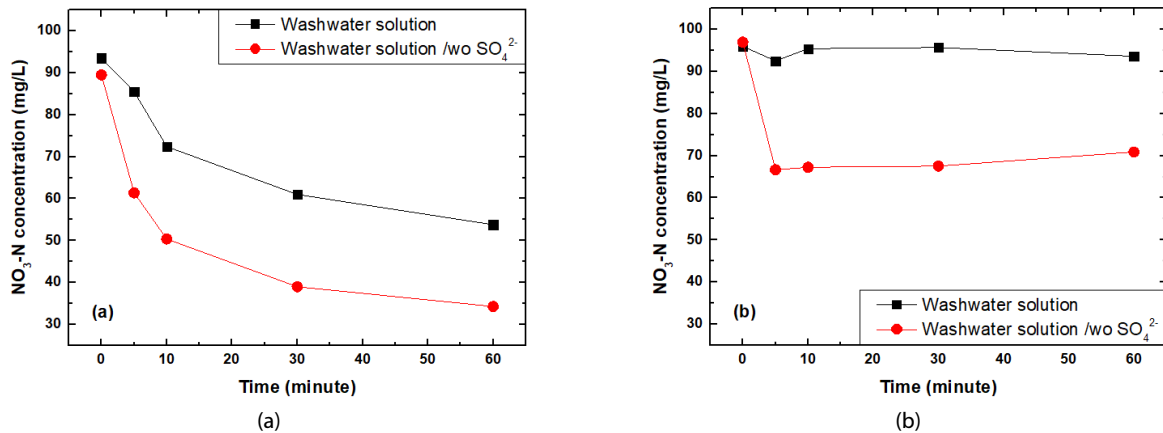 100
90
80
70
60
50
40
30
NO₃-N concentration (mg/L)
Washwater solution
Washwater solution /wo SO₄²⁻
(a)
0 10 20 30 40 50 60
Time (minute)
(a)
100
90
80
70
60
50
40
30
NO₃-N concentration (mg/L)
(b)
Washwater solution
Washwater solution /wo SO₄²⁻
0 10 20 30 40 50 60
Time (minute)
(b)